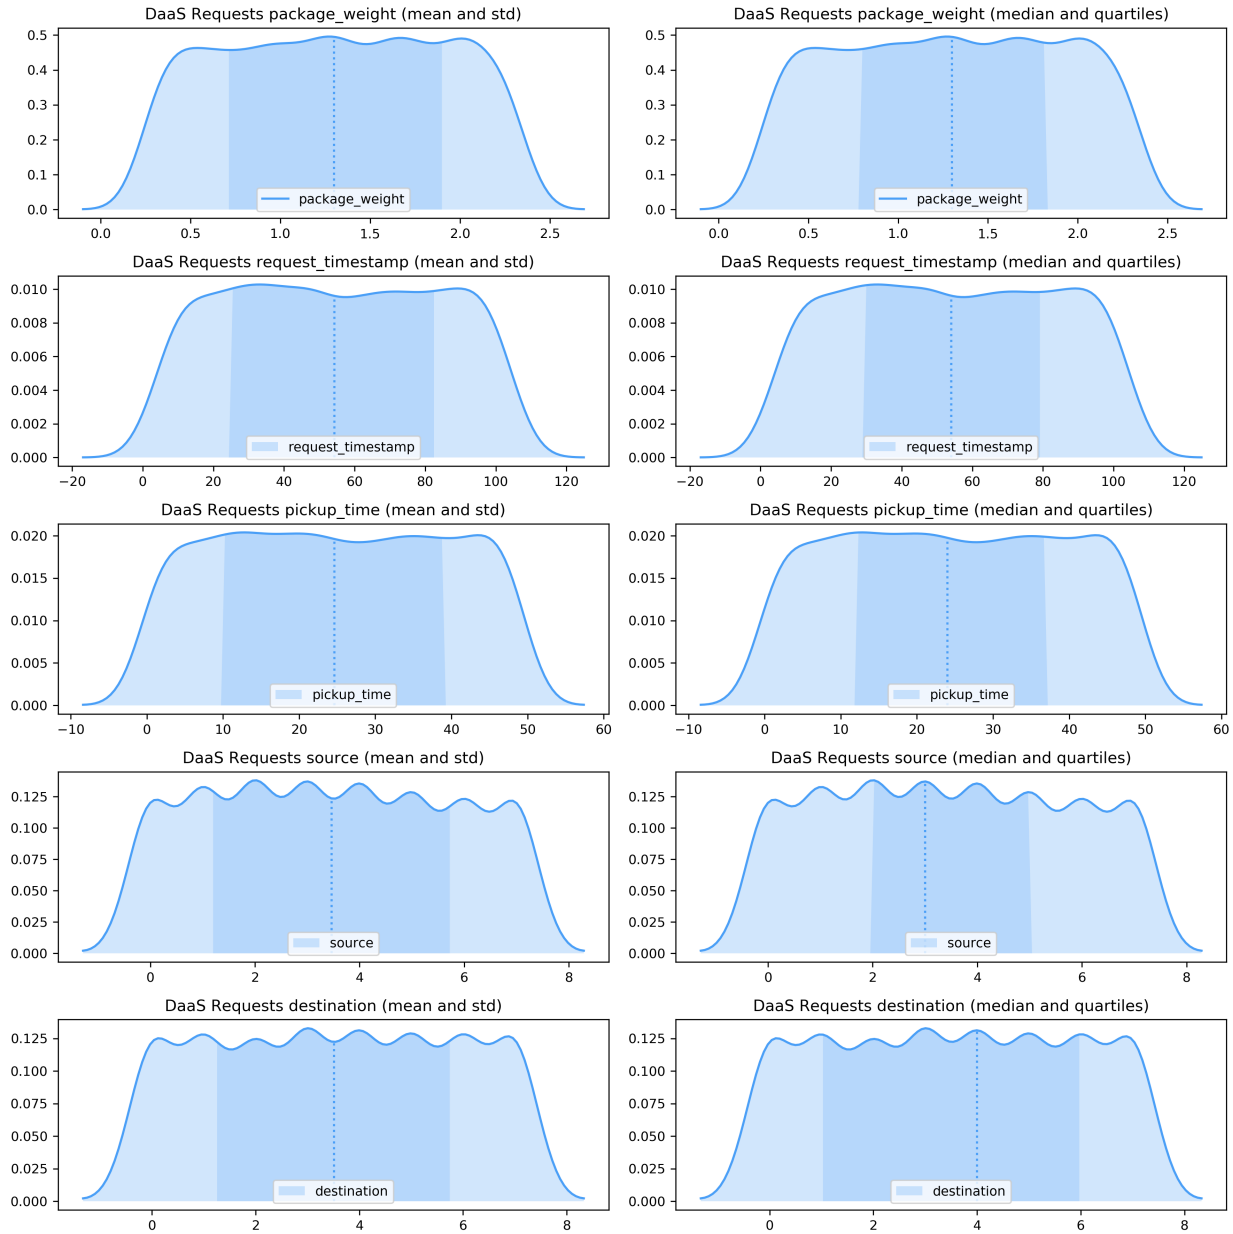 DaaS Requests package_weight (mean and std)
0.5
0.4
0.3
0.2
0.1
0.0
package_weight
0.0 0.5 1.0 1.5 2.0 2.5
DaaS Requests package_weight (median and quartiles)
0.5
0.4
0.3
0.2
0.1
0.0
package_weight
0.0 0.5 1.0 1.5 2.0 2.5
DaaS Requests request_timestamp (mean and std)
0.010
0.008
0.006
0.004
0.002
0.000
request_timestamp
−20 0 20 40 60 80 100 120
DaaS Requests request_timestamp (median and quartiles)
0.010
0.008
0.006
0.004
0.002
0.000
request_timestamp
−20 0 20 40 60 80 100 120
DaaS Requests pickup_time (mean and std)
0.020
0.015
0.010
0.005
0.000
pickup_time
−10 0 10 20 30 40 50 60
DaaS Requests pickup_time (median and quartiles)
0.020
0.015
0.010
0.005
0.000
pickup_time
−10 0 10 20 30 40 50 60
DaaS Requests source (mean and std)
0.125
0.100
0.075
0.050
0.025
0.000
source
0 2 4 6 8
DaaS Requests source (median and quartiles)
0.125
0.100
0.075
0.050
0.025
0.000
source
0 2 4 6 8
DaaS Requests destination (mean and std)
0.125
0.100
0.075
0.050
0.025
0.000
destination
0 2 4 6 8
DaaS Requests destination (median and quartiles)
0.125
0.100
0.075
0.050
0.025
0.000
destination
0 2 4 6 8